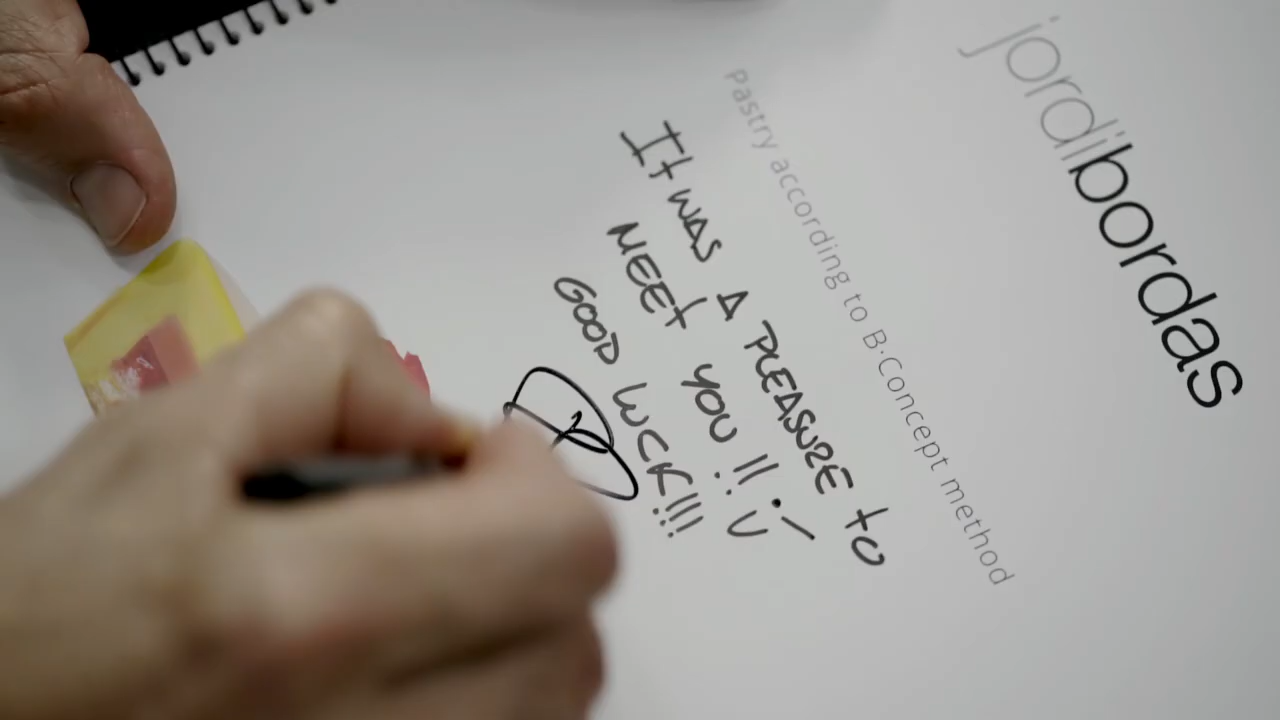 jordibordas
Pastry according to B·Concept method
It was A PLEASURE to
MEET YOU !! ;)
GOOD LUCK!!!